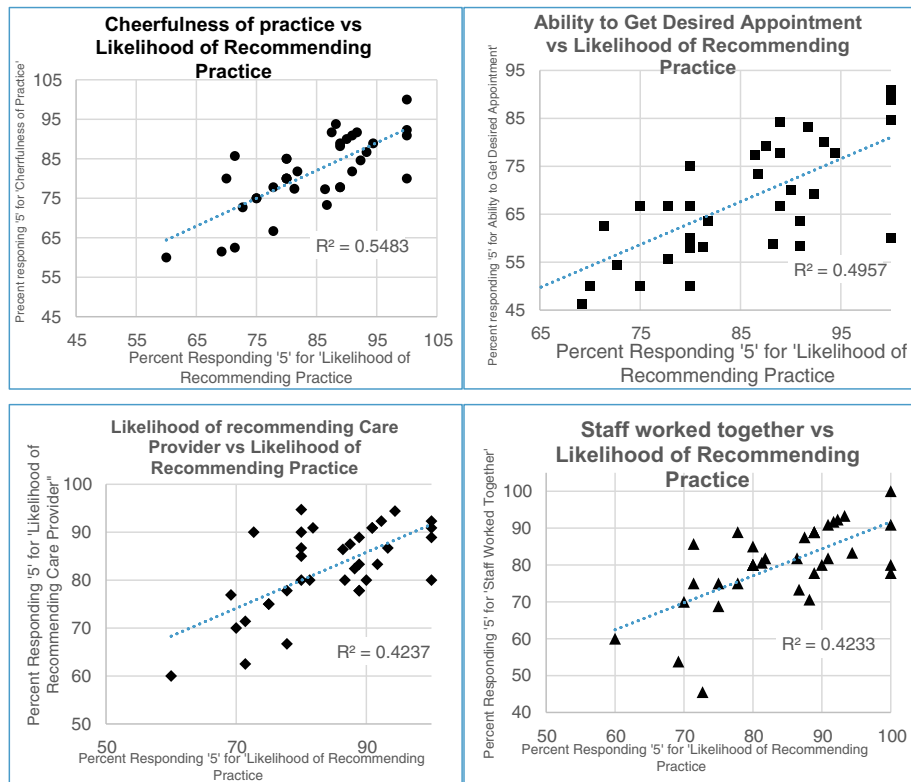 Cheerfulness of practice vs
Likelihood of Recommending
Practice
Precent responing '5' for 'Cherrfulness of Practice'
105
95
85
75
65
55
45
R² = 0.5483
45 55 65 75 85 95 105
Percent Responding '5' for 'Likelihood of
Recommending Practice
Ability to Get Desired Appointment
vs Likelihood of Recommending
Practice
Percent responding '5' for Ability to Get Desired Appointment'
95
85
75
65
55
45
R² = 0.4957
65 75 85 95
Percent Responding '5' for 'Likelihood of
Recommending Practice
Likelihood of recommending Care
Provider vs Likelihood of
Recommending Practice
Percent Responding '5' for 'Likelihood of
Recommending Care Provider"
100
90
80
70
60
50
R² = 0.4237
50 70 90
Percent Responding '5' for 'Likelihood of Recommending
Practice
Staff worked together vs
Likelihood of Recommending
Practice
Percent Responding '5' for 'Staff Worked Together'
100
90
80
70
60
50
40
R² = 0.4233
50 60 70 80 90 100
Percent Responding '5' for 'Likelihood of Recommending
Practice